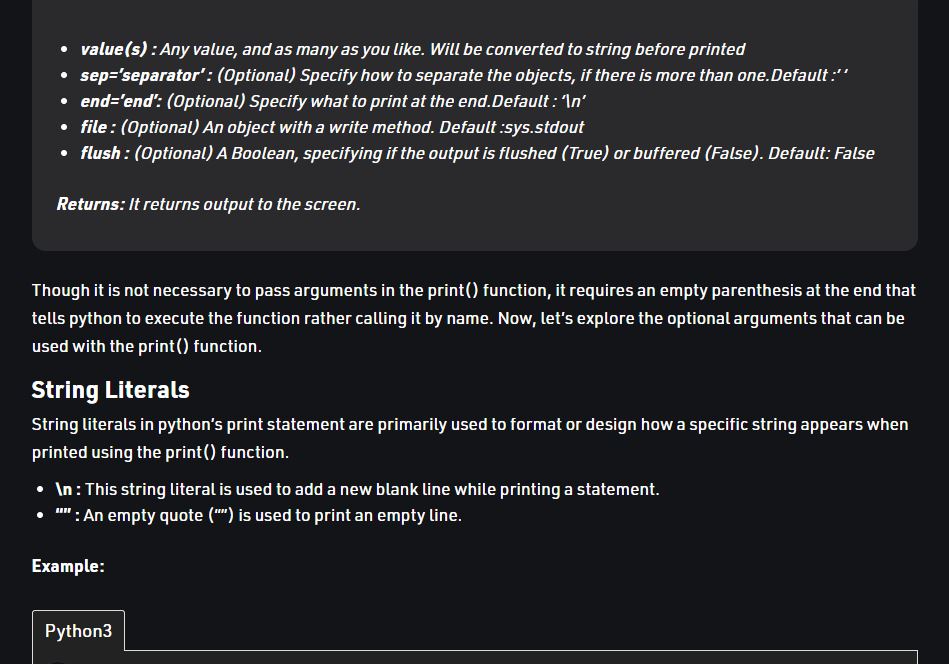 value(s) : Any value, and as many as you like. Will be converted to string before printed
sep=’separator’ : (Optional) Specify how to separate the objects, if there is more than one.Default :’ ‘
end=’end’: (Optional) Specify what to print at the end.Default : ‘\n’
file : (Optional) An object with a write method. Default :sys.stdout
flush : (Optional) A Boolean, specifying if the output is flushed (True) or buffered (False). Default: False
Returns: It returns output to the screen.
Though it is not necessary to pass arguments in the print() function, it requires an empty parenthesis at the end that
tells python to execute the function rather calling it by name. Now, let’s explore the optional arguments that can be
used with the print() function.
String Literals
String literals in python’s print statement are primarily used to format or design how a specific string appears when
printed using the print() function.
\n : This string literal is used to add a new blank line while printing a statement.
“” : An empty quote (“”) is used to print an empty line.
Example:
Python3